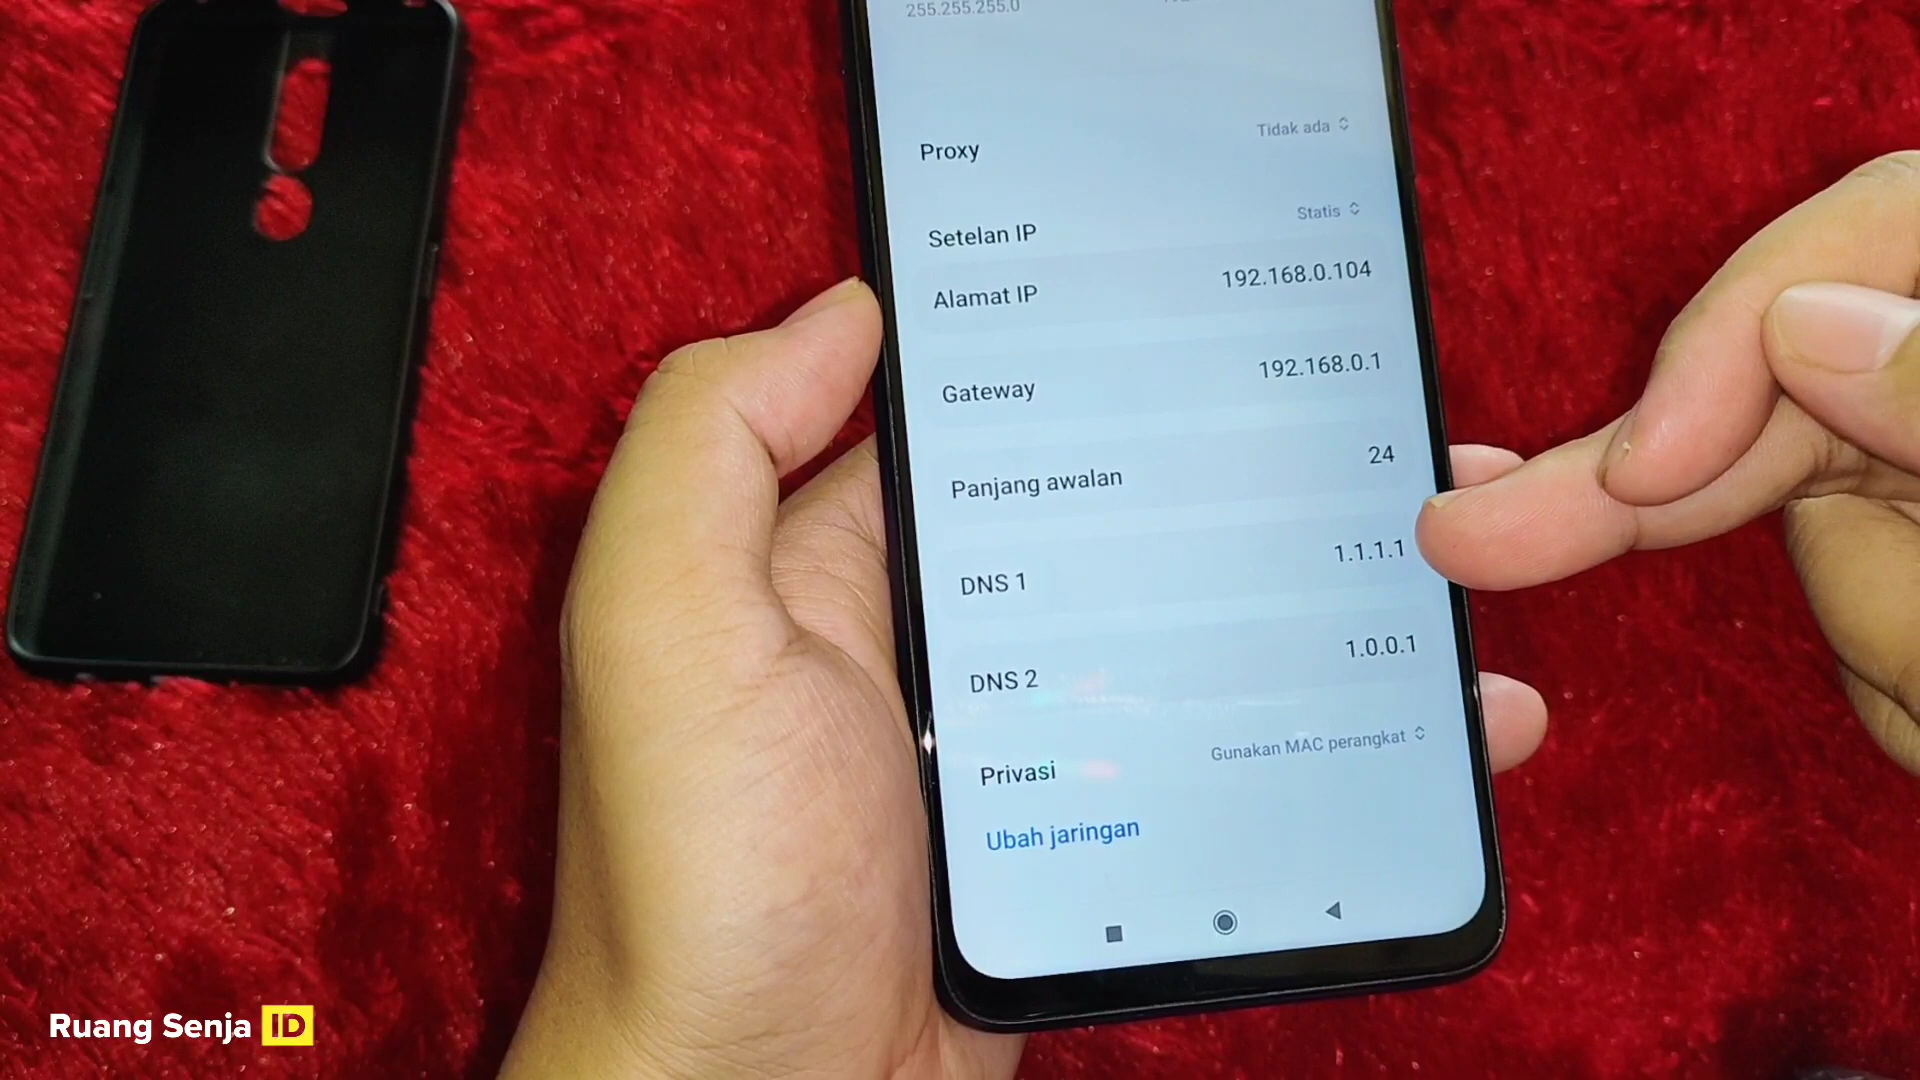 255.255.255.0
Proxy Tidak ada
Setelan IP Statis
Alamat IP 192.168.0.104
Gateway 192.168.0.1
Panjang awalan 24
DNS 1 1.1.1.1
DNS 2 1.0.0.1
Privasi Gunakan MAC perangkat
Ubah jaringan
Ruang Senja ID